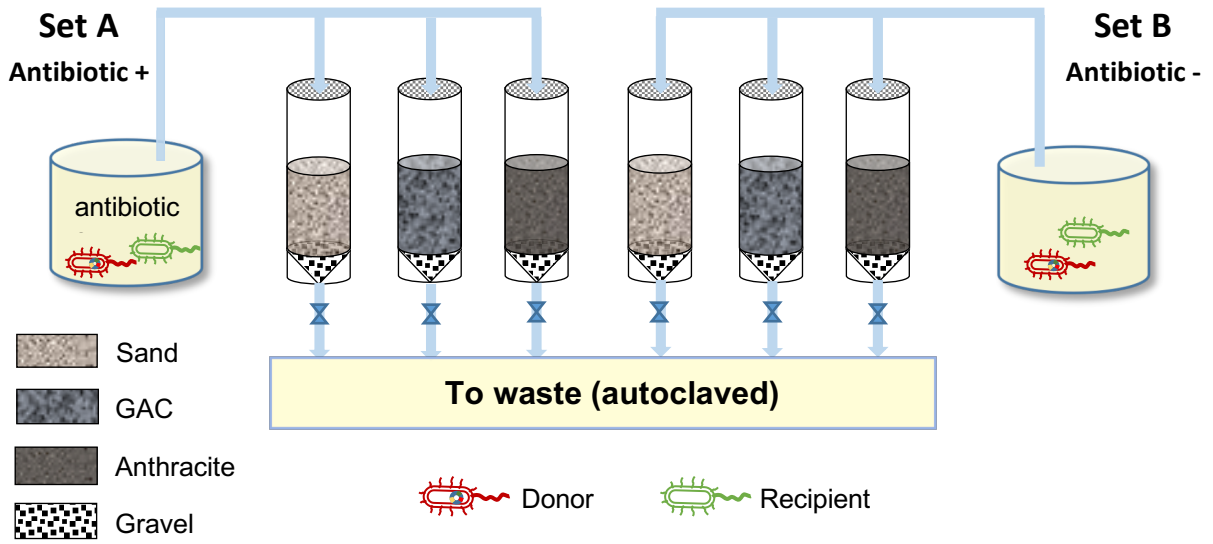 Set A
Antibiotic +
Set B
Antibiotic -
antibiotic
Sand
GAC
Anthracite
Gravel
To waste (autoclaved)
Donor
Recipient